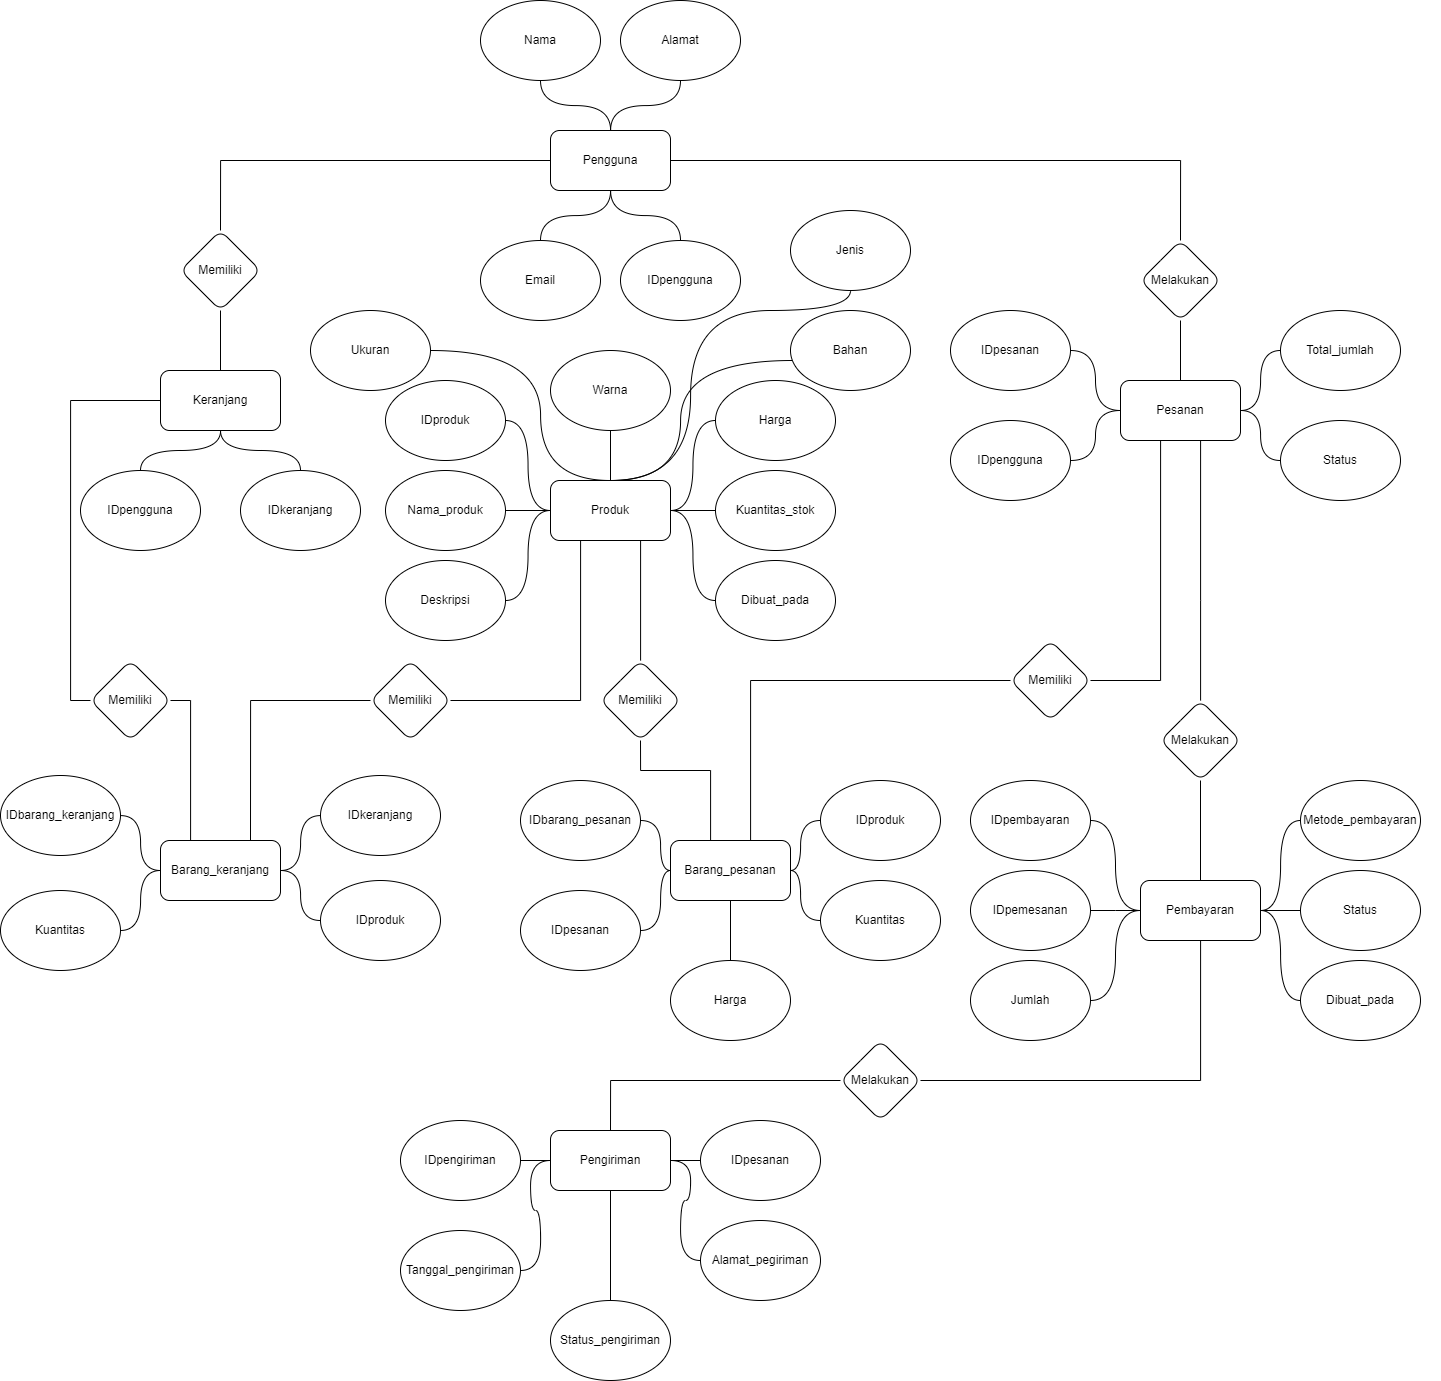 Nama
Alamat
Pengguna
Email
IDpengguna
Jenis
Memiliki
Melakukan
Ukuran
Warna
Bahan
IDpesanan
Total_jumlah
Keranjang
IDproduk
Harga
Pesanan
IDpengguna
Status
IDpengguna
IDkeranjang
Nama_produk
Produk
Kuantitas_stok
Deskripsi
Dibuat_pada
Memiliki
Memiliki
Memiliki
Memiliki
Melakukan
IDbarang_keranjang
IDkeranjang
IDbarang_pesanan
IDproduk
IDpembayaran
Metode_pembayaran
Barang_keranjang
Barang_pesanan
Kuantitas
IDproduk
IDpesanan
Kuantitas
IDpemesanan
Pembayaran
Status
Harga
Jumlah
Dibuat_pada
Melakukan
IDpengiriman
Pengiriman
IDpesanan
Tanggal_pengiriman
Alamat_pegiriman
Status_pengiriman